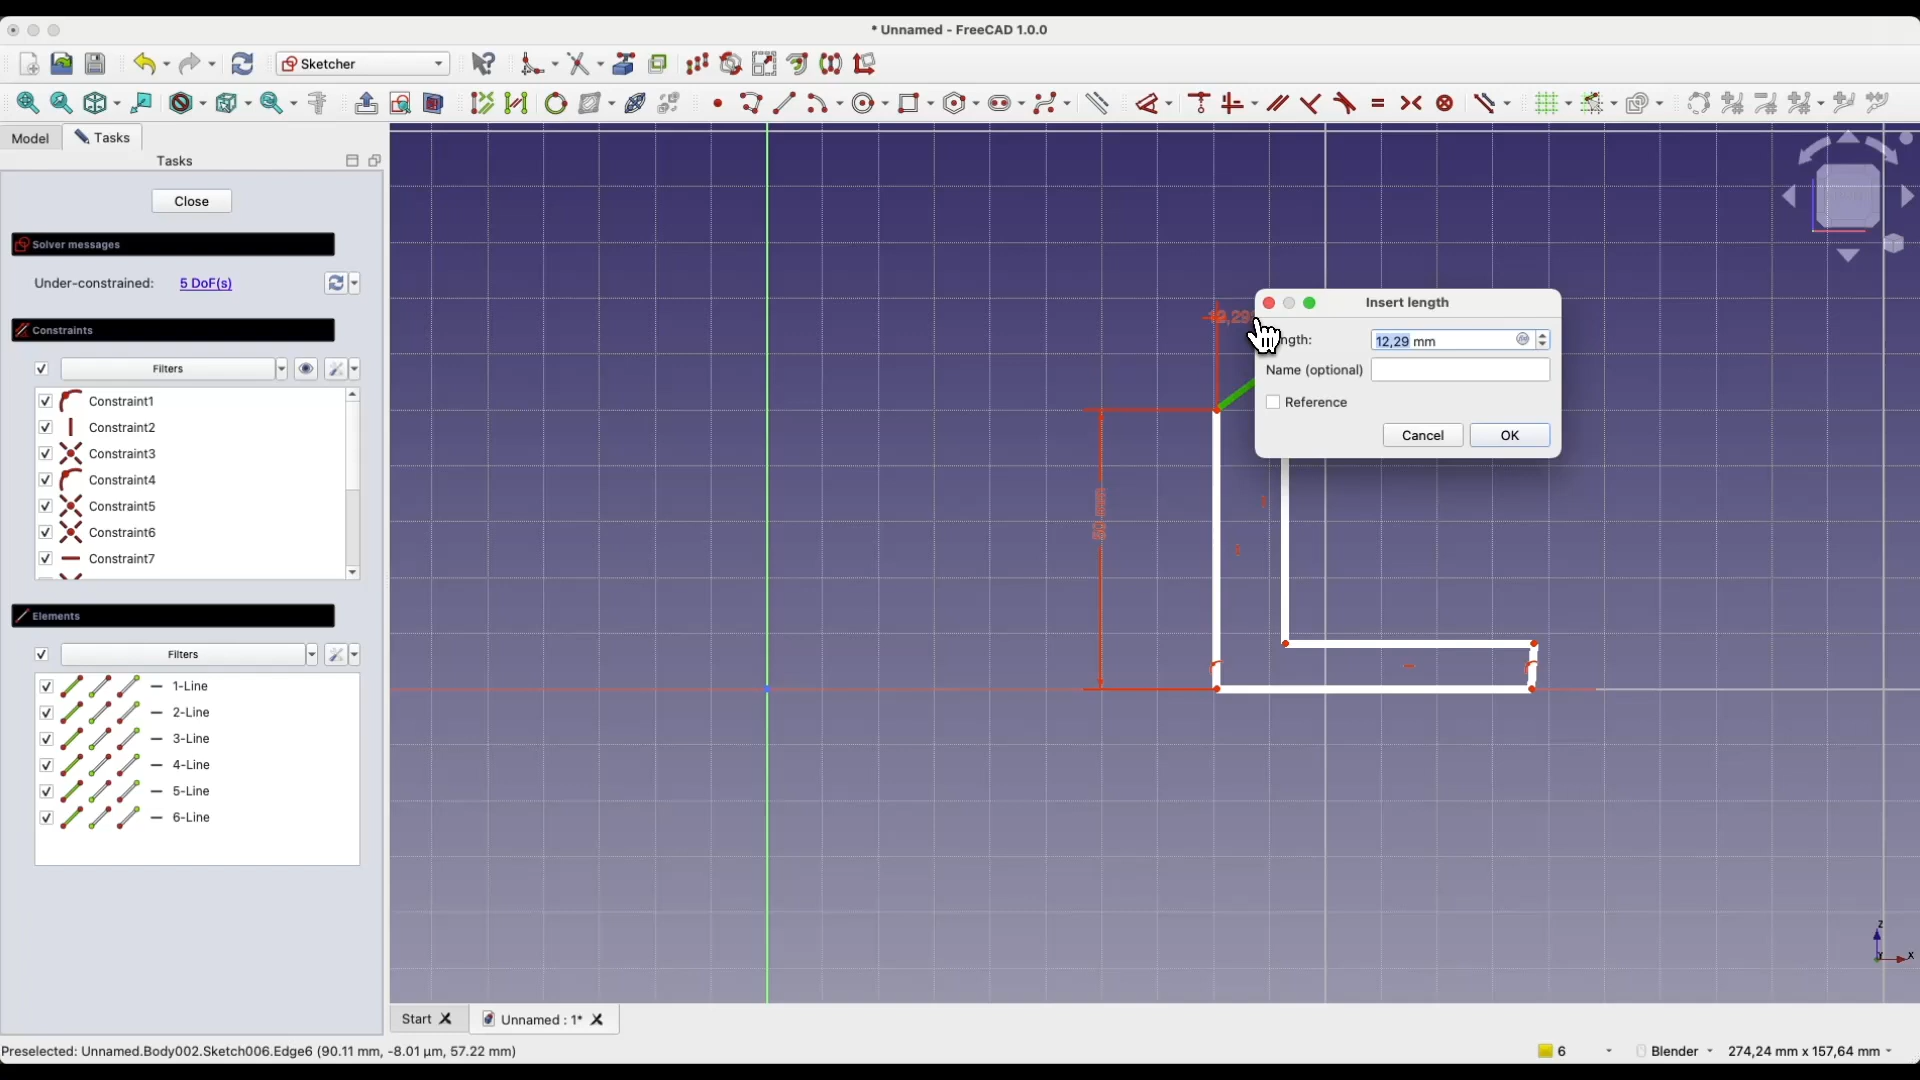 * Unnamed - FreeCAD 1.0.0
Sketcher
Model
Tasks
Tasks
Close
Solver messages
Under-constrained: 5 DoF(s)
Constraints
Filters
Constraint1
Constraint2
Constraint3
Constraint4
Constraint5
Constraint6
Constraint7
Elements
Filters
1-Line
2-Line
3-Line
4-Line
5-Line
6-Line
Insert length
12,29 mm
Name (optional)
Reference
Cancel
OK
50 mm
z
x
Start
Unnamed : 1*
Preselected: Unnamed.Body002.Sketch006.Edge6 (90.11 mm, -8.01 µm, 57.22 mm)
6
Blender
274,24 mm x 157,64 mm